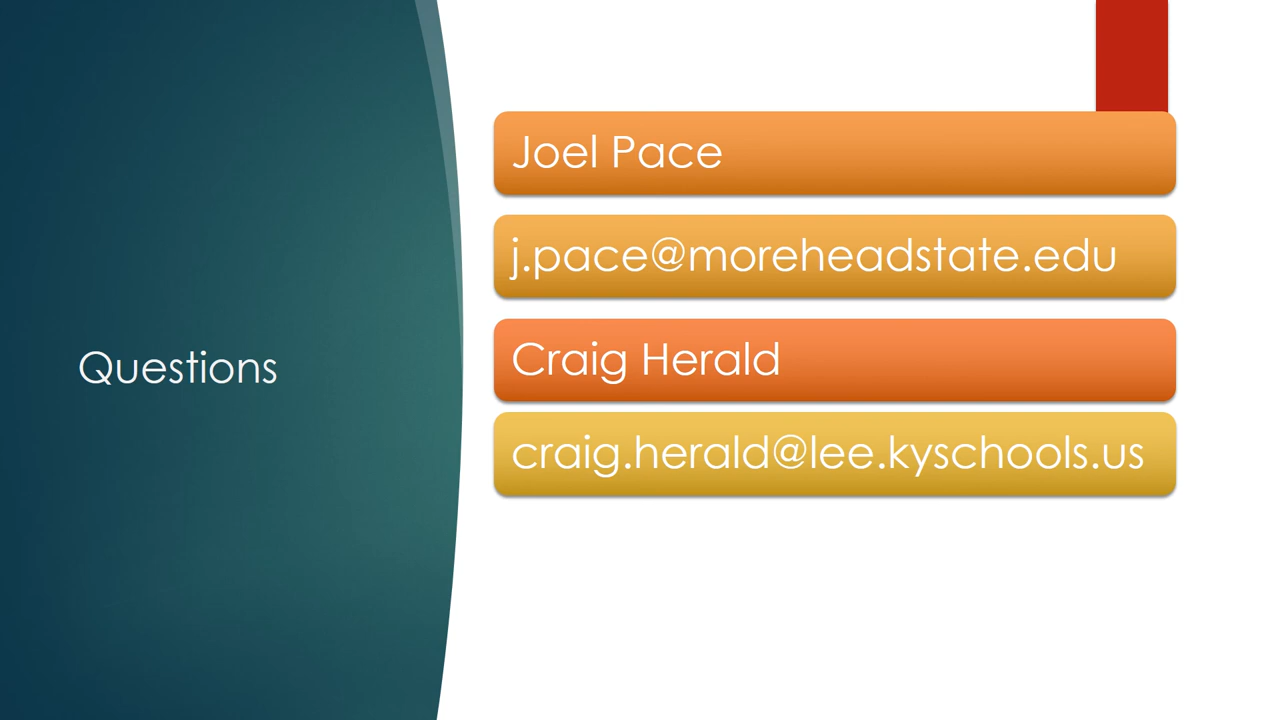 Questions
Joel Pace
j.pace@moreheadstate.edu
Craig Herald
craig.herald@lee.kyschools.us